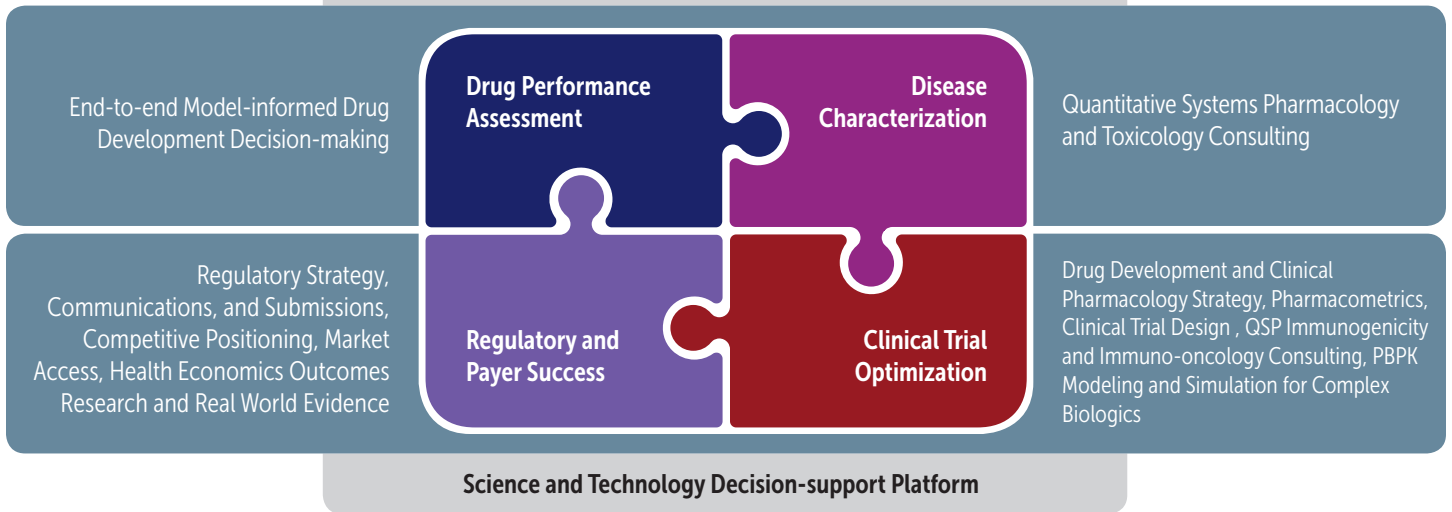 End-to-end Model-informed Drug
Development Decision-making
Drug Performance
Assessment
Disease
Characterization
Quantitative Systems Pharmacology
and Toxicology Consulting
Regulatory Strategy,
Communications, and Submissions,
Competitive Positioning, Market
Access, Health Economics Outcomes
Research and Real World Evidence
Regulatory and
Payer Success
Clinical Trial
Optimization
Drug Development and Clinical
Pharmacology Strategy, Pharmacometrics,
Clinical Trial Design , QSP Immunogenicity
and Immuno-oncology Consulting, PBPK
Modeling and Simulation for Complex
Biologics
Science and Technology Decision-support Platform